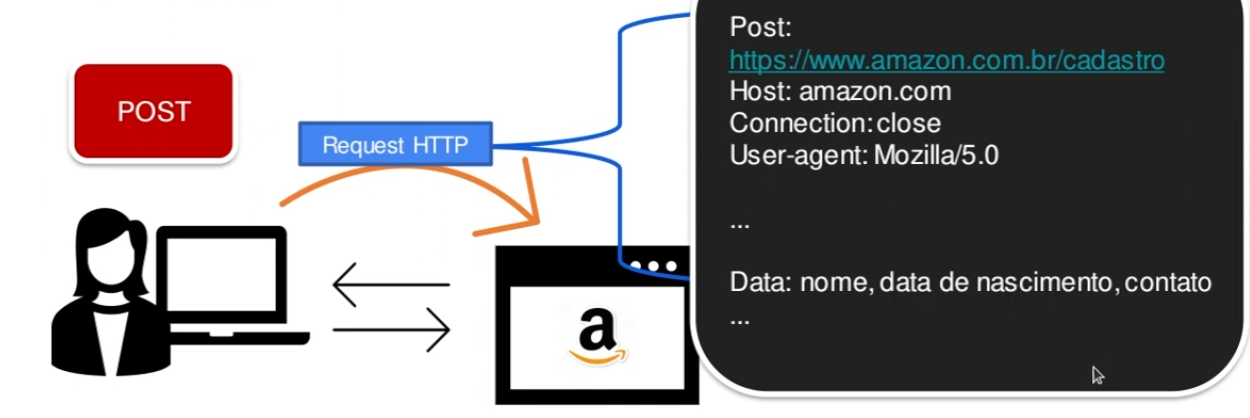 POST
Request HTTP
a
Post:
https://www.amazon.com.br/cadastro
Host: amazon.com
Connection: close
User-agent: Mozilla/5.0
...
Data: nome, data de nascimento, contato
...